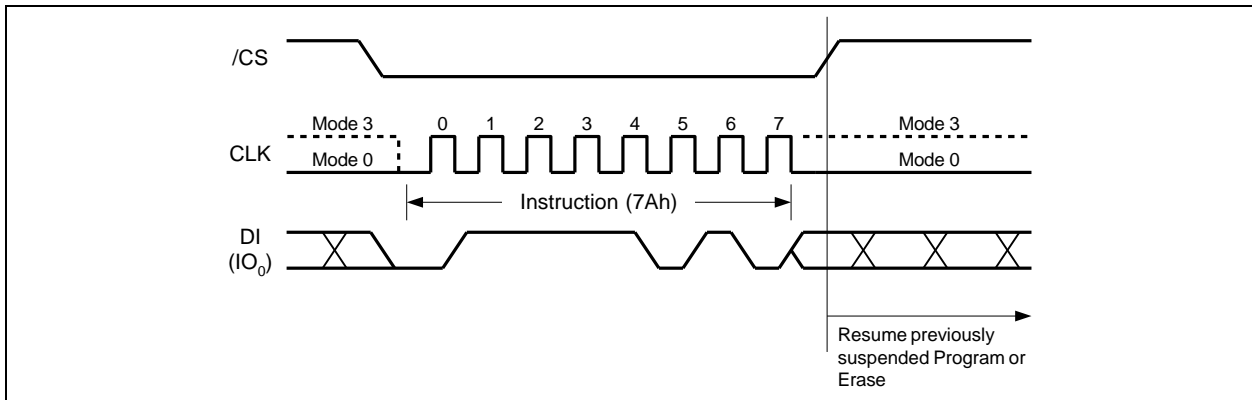 /CS
Mode 3 0 1 2 3 4 5 6 7 Mode 3
CLK
Mode 0 Mode 0
Instruction (7Ah)
DI
(IO0)
Resume previously
suspended Program or
Erase